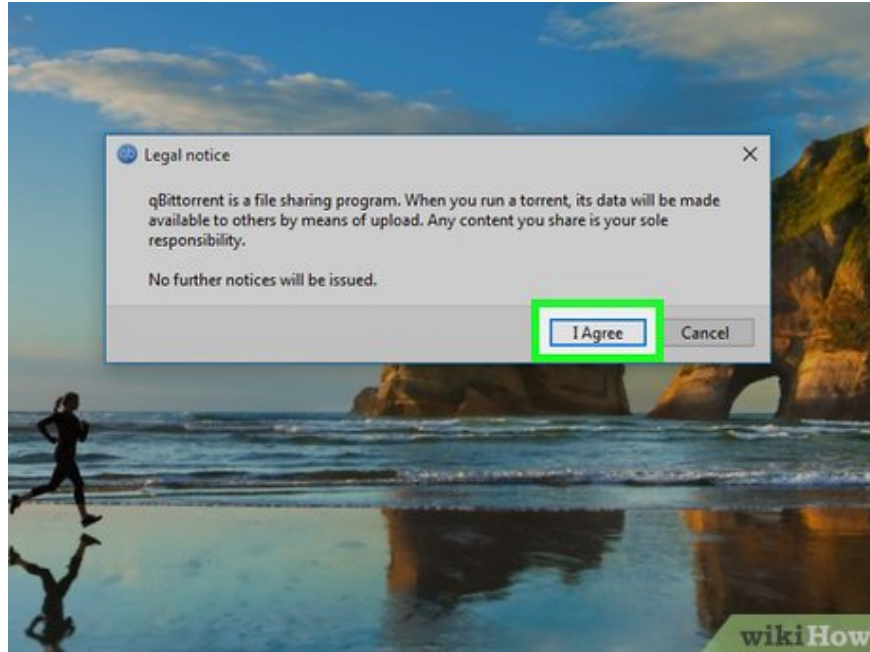 Legal notice
qBittorrent is a file sharing program. When you run a torrent, its data will be made
available to others by means of upload. Any content you share is your sole
responsibility.
No further notices will be issued.
I Agree Cancel
wikiHow